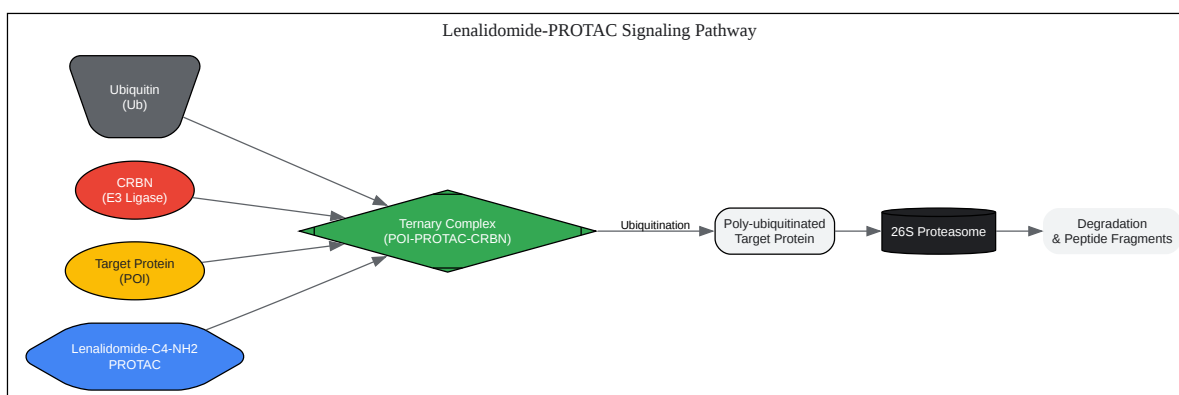 Lenalidomide-PROTAC Signaling Pathway
Ubiquitin
(Ub)
CRBN
(E3 Ligase)
Target Protein
(POI)
Lenalidomide-C4-NH2
PROTAC
Ternary Complex
(POI-PROTAC-CRBN)
Ubiquitination
Poly-ubiquitinated
Target Protein
26S Proteasome
Degradation
& Peptide Fragments